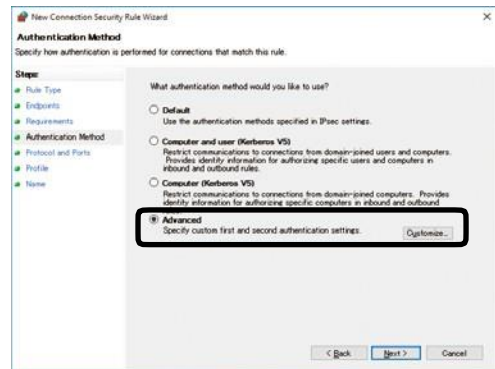 New Connection Security Rule Wizard
Authentication Method
Specify how authentication is performed for connections that match this rule.
Steps:
Rule Type
Endpoints
Requirements
Authentication Method
Protocol and Ports
Profile
Name
What authentication method would you like to use?
Default
Use the authentication methods specified in IPsec settings.
Computer and user (Kerberos V5)
Restrict communications to connections from domain-joined users and computers.
Provides identity information for authorizing specific users and computers in
inbound and outbound rules.
Computer (Kerberos V5)
Restrict communications to connections from domain-joined computers. Provides
identity information for authorizing specific computers in inbound and outbound
Advanced
Specify custom first and second authentication settings.
Customize...
< Back
Next >
Cancel